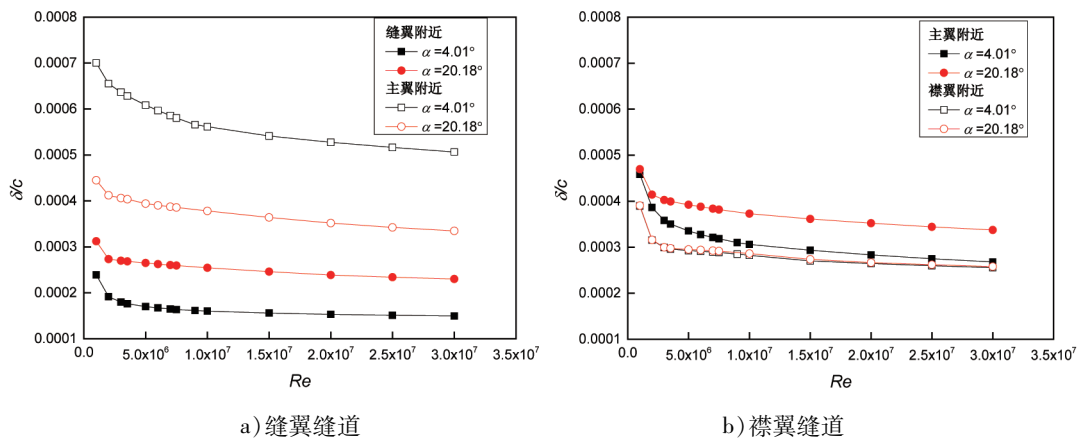 0.0008
0.0007
0.0006
0.0005
0.0004
0.0003
0.0002
0.0001
δ/c
0.0
5.0x10⁶
1.0x10⁷
1.5x10⁷
2.0x10⁷
2.5x10⁷
3.0x10⁷
3.5x10⁷
Re
缝翼附近
α=4.01°
α=20.18°
主翼附近
α=4.01°
α=20.18°
a)缝翼缝道
0.0008
0.0007
0.0006
0.0005
0.0004
0.0003
0.0002
0.0001
δ/c
0.0
5.0x10⁶
1.0x10⁷
1.5x10⁷
2.0x10⁷
2.5x10⁷
3.0x10⁷
3.5x10⁷
Re
主翼附近
α=4.01°
α=20.18°
襟翼附近
α=4.01°
α=20.18°
b)襟翼缝道